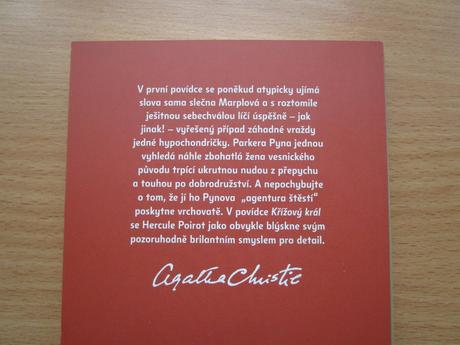 V první povídce se poněkud atypicky ujímá
slova sama slečna Marplová a s roztomile
ješitnou sebechválou líčí úspěšně – jak
jinak! – vyřešený případ záhadné vraždy
jedné hypochondričky. Parkera Pyna jednou
vyhledá náhle zbohatlá žena vesnického
původu trpící ukrutnou nudou z přepychu
a touhou po dobrodružství. A nepochybujte
o tom, že jí ho Pynova „agentura štěstí"
poskytne vrchovatě. V povídce Křížový král
se Hercule Poirot jako obvykle blýskne svým
pozoruhodně brilantním smyslem pro detail.
Agatha Christie